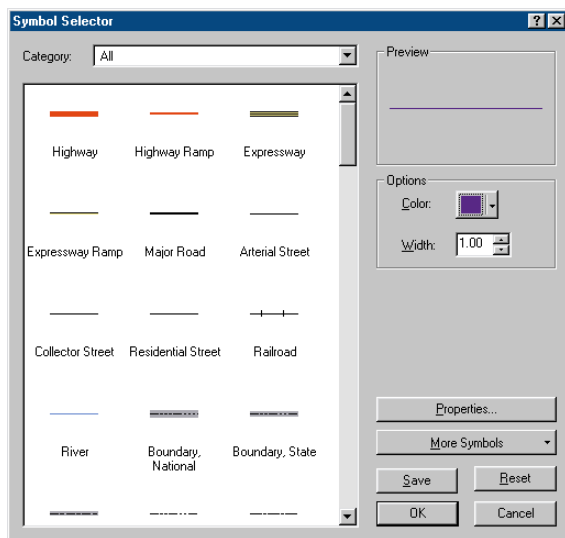 Symbol Selector
Category: All
Highway Highway Ramp Expressway
Expressway Ramp Major Road Arterial Street
Collector Street Residential Street Railroad
River Boundary, National Boundary, State
Preview
Options
Color:
Width: 1.00
Properties...
More Symbols
Save Reset
OK Cancel